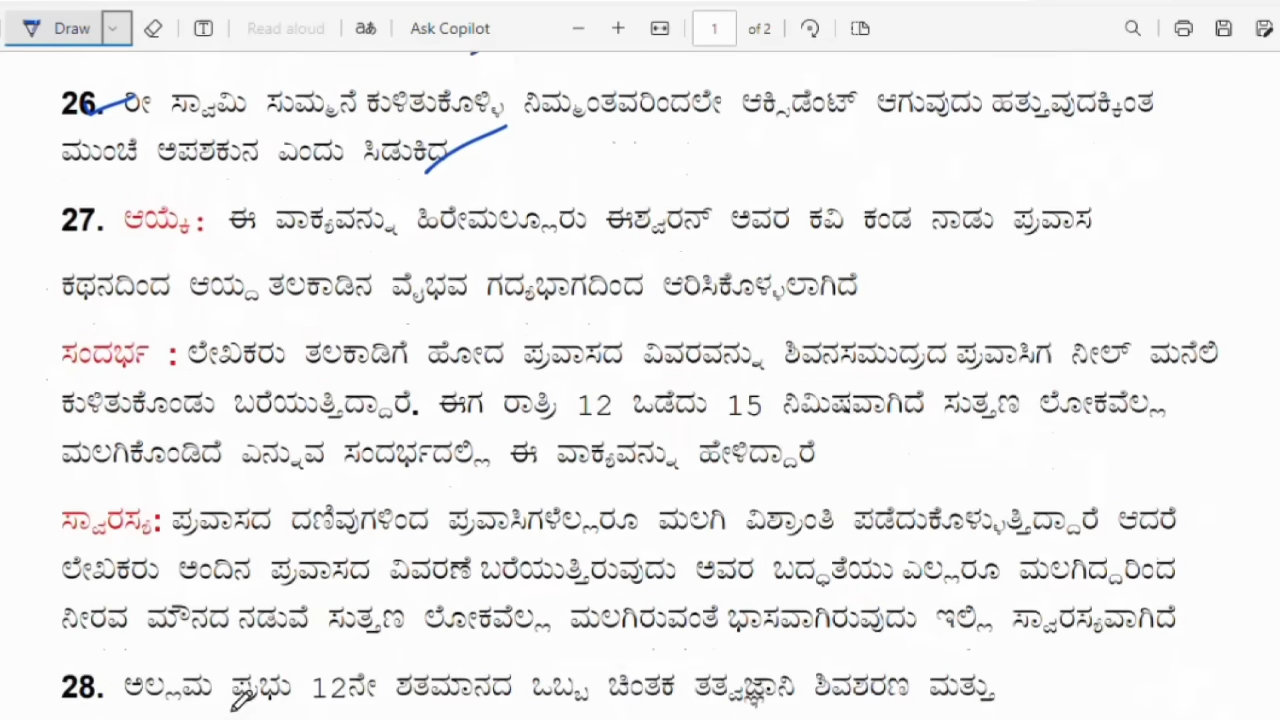 Draw Read aloud Ask Copilot 1 of 2
26. ರೀ ಸ್ವಾಮಿ ಸುಮ್ಮನೆ ಕುಳಿತುಕೊಳ್ಳಿ ನಿಮ್ಮಂತವರಿಂದಲೇ ಆಕ್ಸಿಡೆಂಟ್ ಆಗುವುದು ಹತ್ತುವುದಕ್ಕಿಂತ
ಮುಂಚೆ ಅಪಶಕುನ ಎಂದು ಸಿಡುಕಿದ
27. ಆಯ್ಕೆ: ಈ ವಾಕ್ಯವನ್ನು ಹಿರೇಮಲ್ಲೂರು ಈಶ್ವರನ್ ಅವರ ಕವಿ ಕಂಡ ನಾಡು ಪ್ರವಾಸ
ಕಥನದಿಂದ ಆಯ್ದ ತಲಕಾಡಿನ ವೈಭವ ಗದ್ಯಭಾಗದಿಂದ ಆರಿಸಿಕೊಳ್ಳಲಾಗಿದೆ
ಸಂದರ್ಭ : ಲೇಖಕರು ತಲಕಾಡಿಗೆ ಹೋದ ಪ್ರವಾಸದ ವಿವರವನ್ನು ಶಿವನಸಮುದ್ರದ ಪ್ರವಾಸಿಗ ನೀಲ್ ಮನೆಲಿ
ಕುಳಿತುಕೊಂಡು ಬರೆಯುತ್ತಿದ್ದಾರೆ. ಈಗ ರಾತ್ರಿ 12 ಒಡೆದು 15 ನಿಮಿಷವಾಗಿದೆ ಸುತ್ತಣ ಲೋಕವೆಲ್ಲ
ಮಲಗಿಕೊಂಡಿದೆ ಎನ್ನುವ ಸಂದರ್ಭದಲ್ಲಿ ಈ ವಾಕ್ಯವನ್ನು ಹೇಳಿದ್ದಾರೆ
ಸ್ವಾರಸ್ಯ: ಪ್ರವಾಸದ ದಣಿವುಗಳಿಂದ ಪ್ರವಾಸಿಗಳೆಲ್ಲರೂ ಮಲಗಿ ವಿಶ್ರಾಂತಿ ಪಡೆದುಕೊಳ್ಳುತ್ತಿದ್ದಾರೆ ಆದರೆ
ಲೇಖಕರು ಅಂದಿನ ಪ್ರವಾಸದ ವಿವರಣೆ ಬರೆಯುತ್ತಿರುವುದು ಅವರ ಬದ್ಧತೆಯು ಎಲ್ಲರೂ ಮಲಗಿದ್ದರಿಂದ
ನೀರವ ಮೌನದ ನಡುವೆ ಸುತ್ತಣ ಲೋಕವೆಲ್ಲ ಮಲಗಿರುವಂತೆ ಭಾಸವಾಗಿರುವುದು ಇಲ್ಲಿ ಸ್ವಾರಸ್ಯವಾಗಿದೆ
28. ಅಲ್ಲಮ ಪ್ರಭು 12ನೇ ಶತಮಾನದ ಒಬ್ಬ ಚಿಂತಕ ತತ್ವಜ್ಞಾನಿ ಶಿವಶರಣ ಮತ್ತು